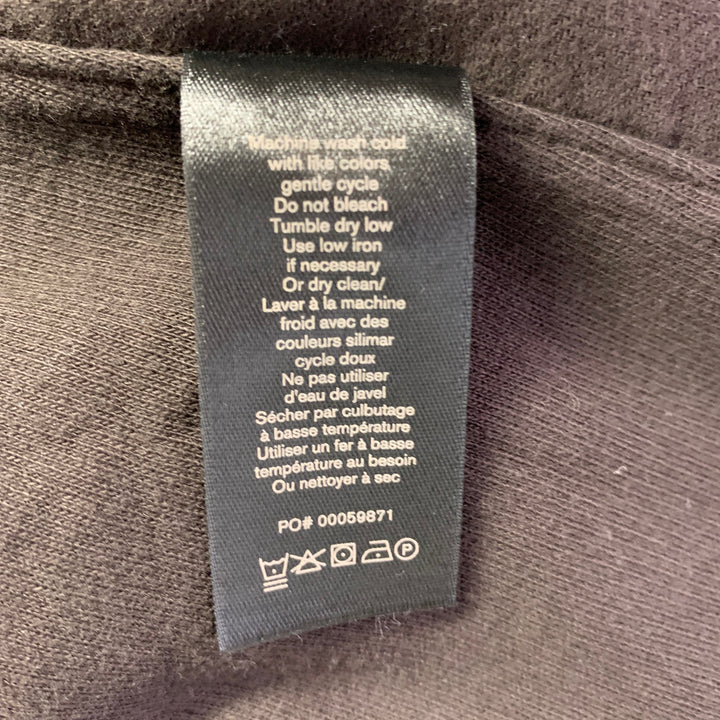 Machine wash cold
with like colors
gentle cycle
Do not bleach
Tumble dry low
Use low iron
if necessary
Or dry clean/
Laver à la machine
froid avec des
couleurs silimar
cycle doux
Ne pas utiliser
d'eau de javel
Sécher par culbutage
à basse température
Utiliser un fer à basse
température au besoin
Ou nettoyer à sec
PO# 00059871
P